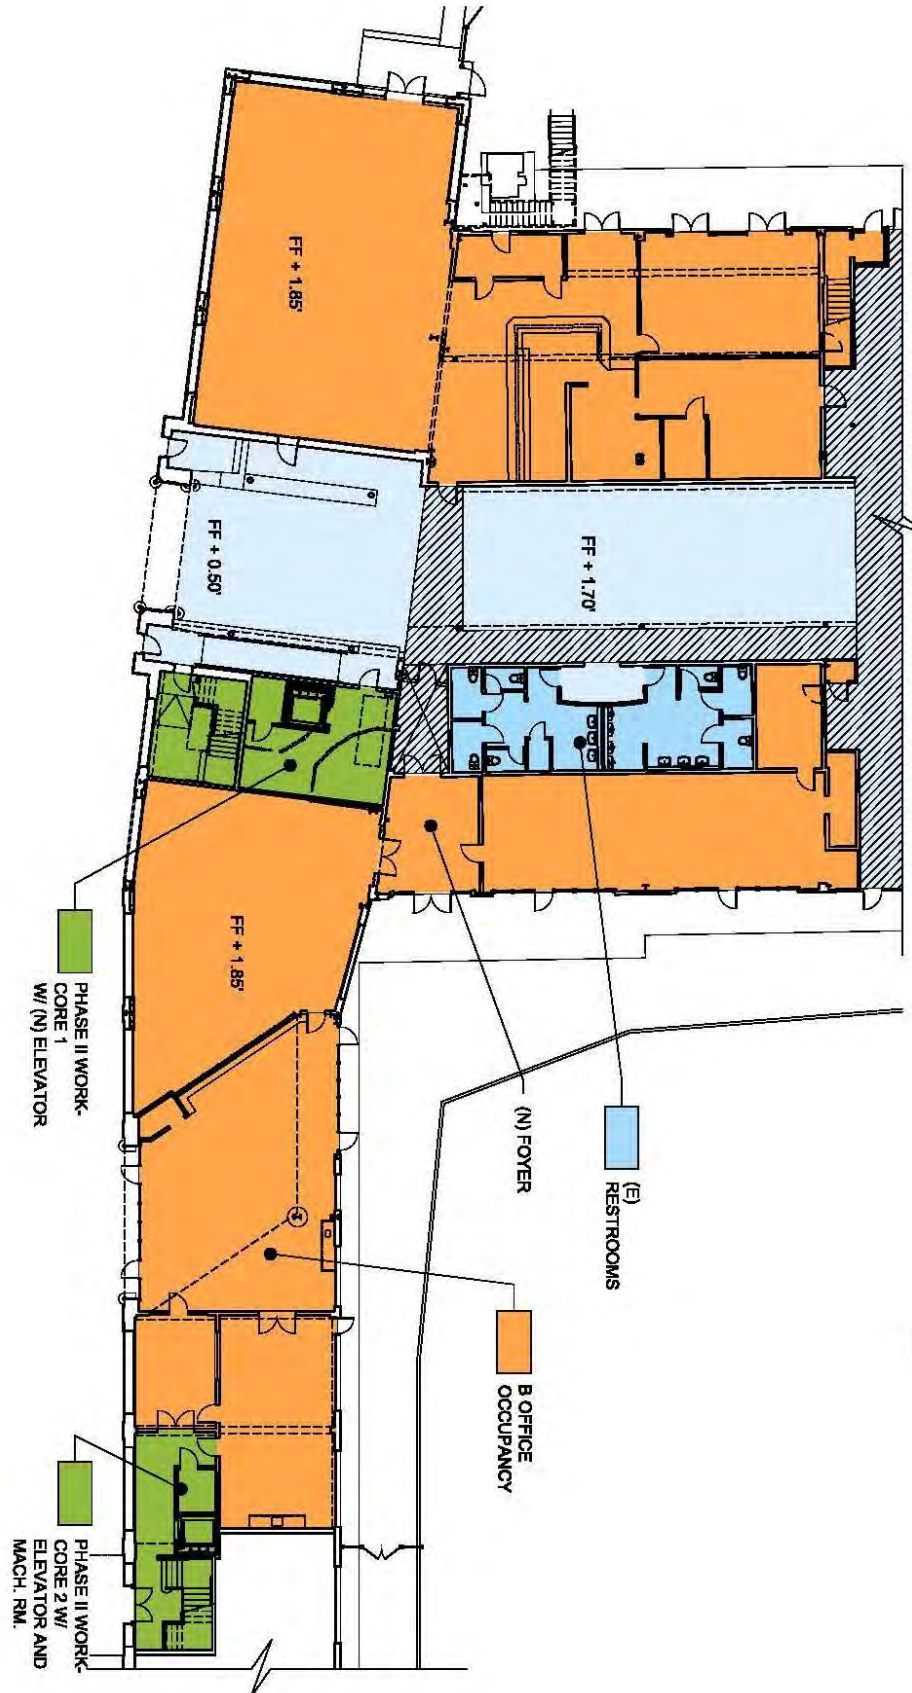 FF + 1.85'
FF + 0.50'
FF + 1.70'
FF + 1.85'
PHASE II WORK-
CORE 1
W/ (N) ELEVATOR
(N) FOYER
(E)
RESTROOMS
B OFFICE
OCCUPANCY
PHASE II WORK-
CORE 2 W/
ELEVATOR AND
MACH. RM.